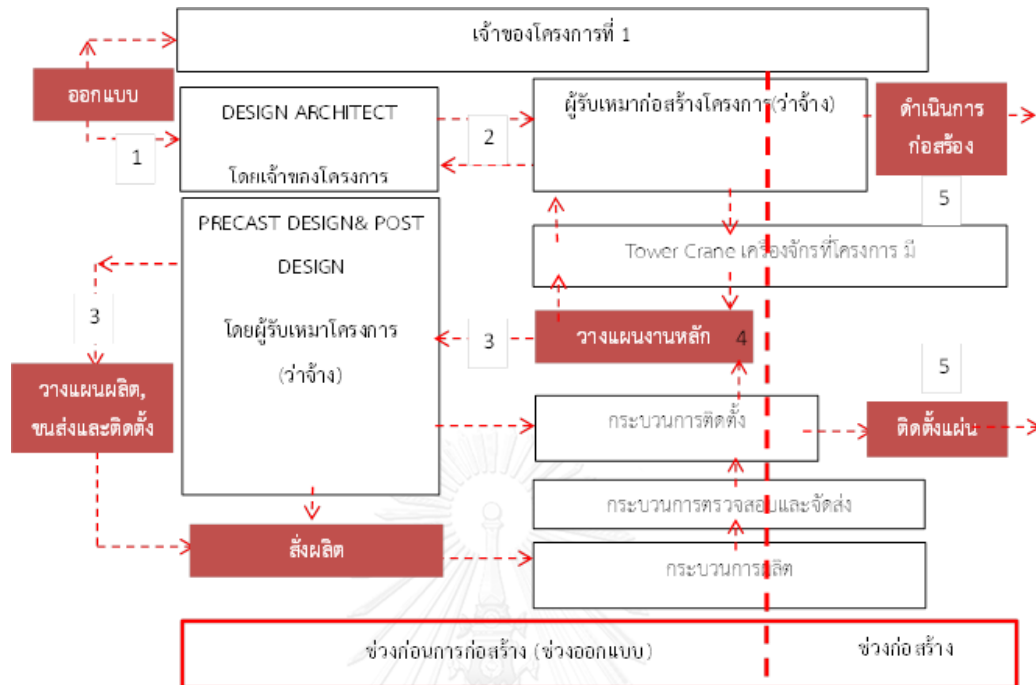 เจ้าของโครงการที่ 1
ออกแบบ
1
DESIGN ARCHITECT
โดยเจ้าของโครงการ
2
ผู้รับเหมาก่อสร้างโครงการ(ว่าจ้าง)
ดำเนินการ
ก่อสร้อง
5
PRECAST DESIGN& POST
DESIGN
โดยผู้รับเหมาโครงการ
(ว่าจ้าง)
Tower Crane เครื่องจักรที่โครงการ มี
3
3
วางแผนงานหลัก 4
วางแผนผลิต,
ขนส่งและติดตั้ง
5
กระบวนการติดตั้ง
ติดตั้งแผ่น
กระบวนการตรวจสอบและจัดส่ง
สั่งผลิต
กระบวนการผลิต
ช่วงก่อนการก่อสร้าง (ช่วงออกแบบ)
ช่วงก่อสร้าง